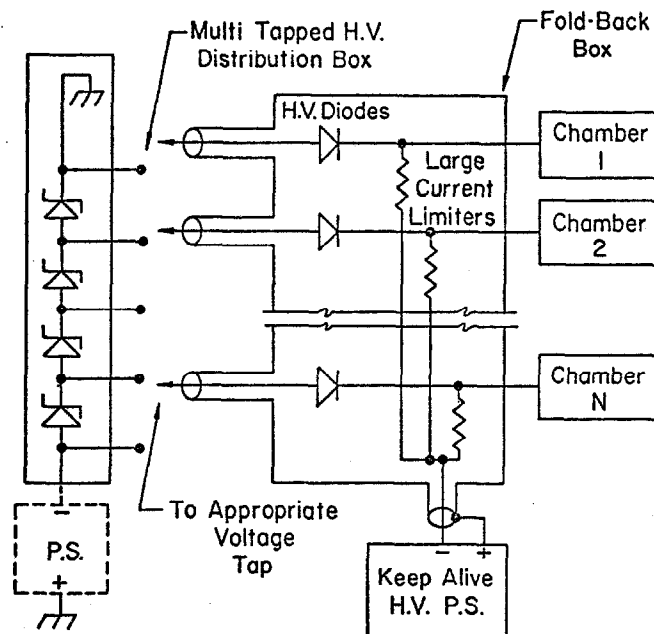 Multi Tapped H.V.
Distribution Box
Fold-Back
Box
H.V. Diodes
Large
Current
Limiters
Chamber
1
Chamber
2
Chamber
N
To Appropriate
Voltage
Tap
-
P.S.
+
- +
Keep Alive
H.V. P.S.